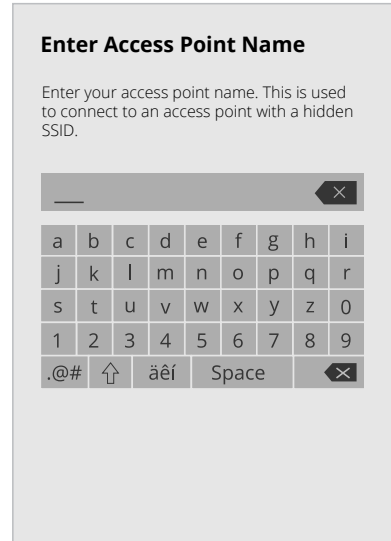 Enter Access Point Name
Enter your access point name. This is used
to connect to an access point with a hidden
SSID.
a b c d e f g h i
j k l m n o p q r
s t u v w x y z 0
1 2 3 4 5 6 7 8 9
.@# äêí Space